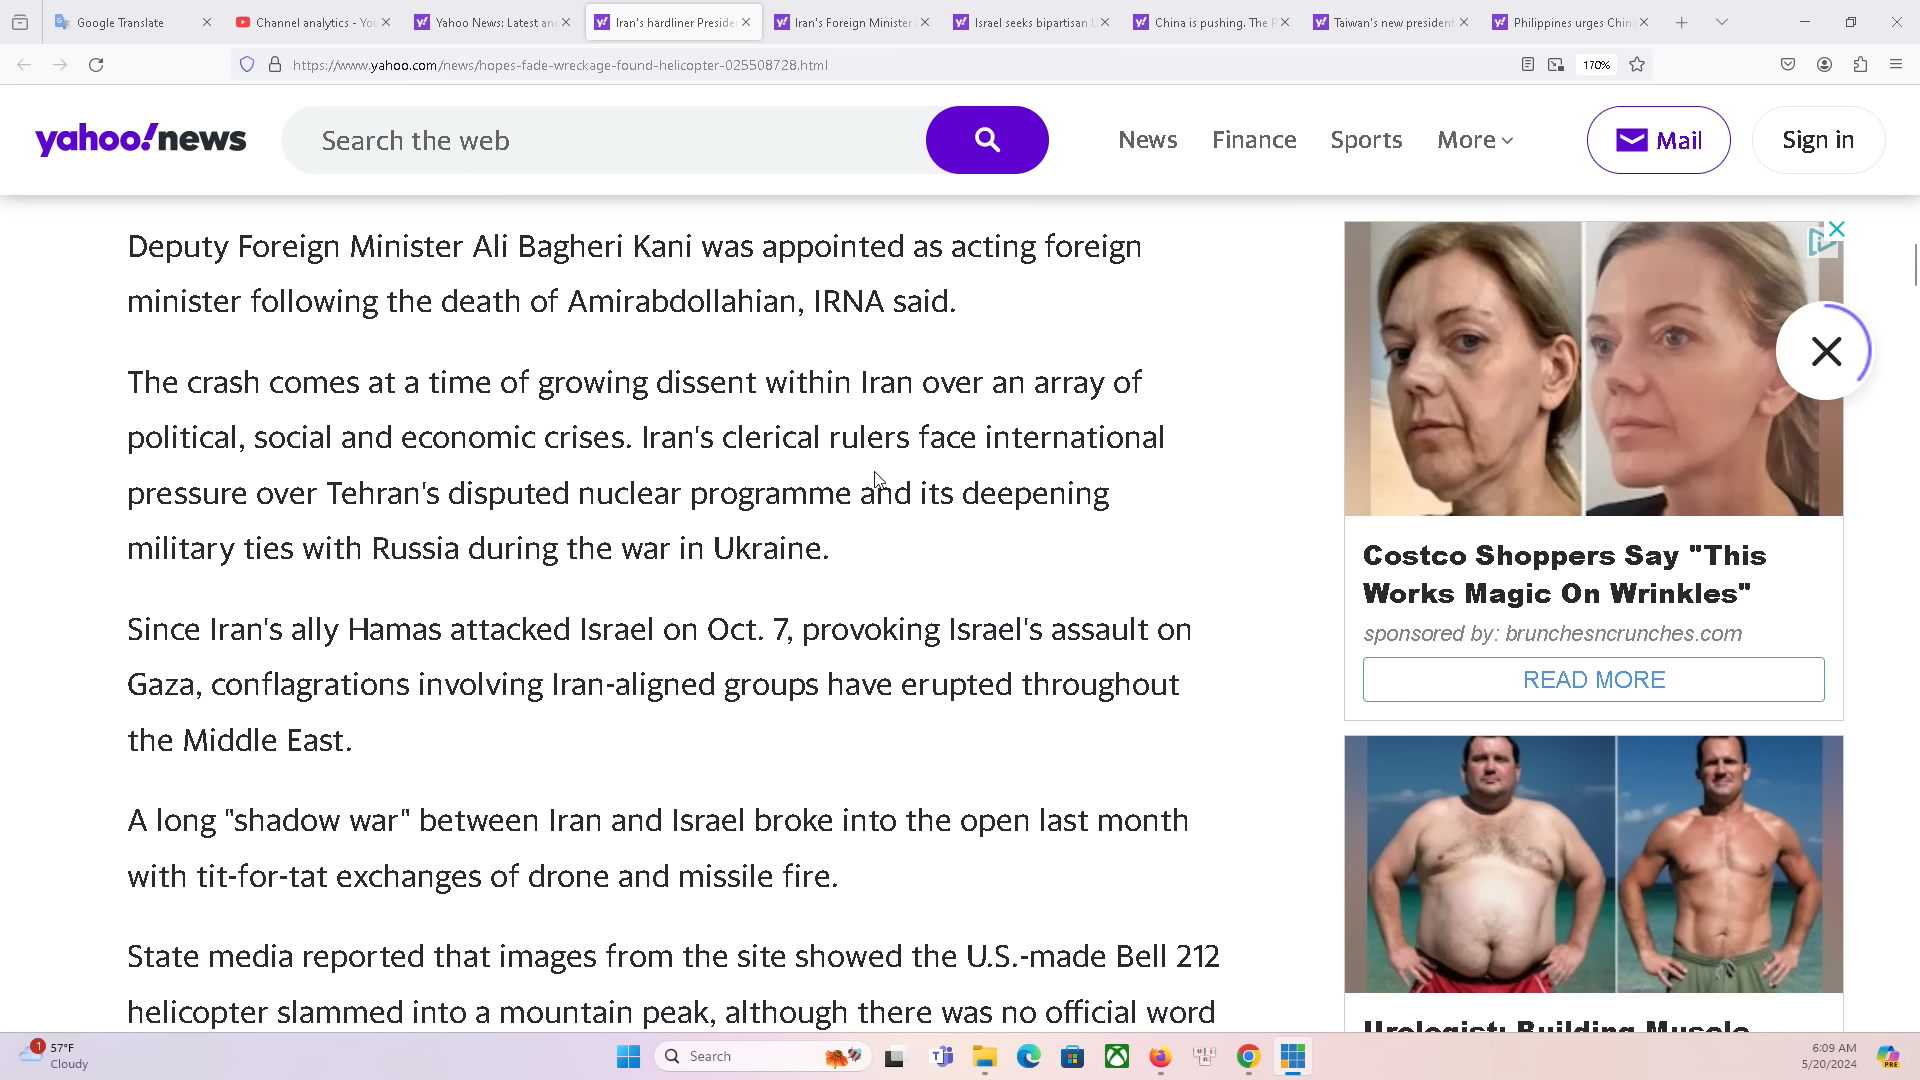 Google Translate
Channel analytics - Yo
Yahoo News: Latest an
Iran's hardliner Preside
Iran's Foreign Minister
Israel seeks bipartisan
China is pushing. The P
Taiwan's new president
Philippines urges China
https://www.yahoo.com/news/hopes-fade-wreckage-found-helicopter-025508728.html
170%
yahoo!news
Search the web
News
Finance
Sports
More
Mail
Sign in
Deputy Foreign Minister Ali Bagheri Kani was appointed as acting foreign
minister following the death of Amirabdollahian, IRNA said.
The crash comes at a time of growing dissent within Iran over an array of
political, social and economic crises. Iran's clerical rulers face international
pressure over Tehran's disputed nuclear programme and its deepening
military ties with Russia during the war in Ukraine.
Since Iran's ally Hamas attacked Israel on Oct. 7, provoking Israel's assault on
Gaza, conflagrations involving Iran-aligned groups have erupted throughout
the Middle East.
A long "shadow war" between Iran and Israel broke into the open last month
with tit-for-tat exchanges of drone and missile fire.
State media reported that images from the site showed the U.S.-made Bell 212
helicopter slammed into a mountain peak, although there was no official word
Costco Shoppers Say "This
Works Magic On Wrinkles"
sponsored by: brunchesncrunches.com
READ MORE
Urologist: Building Muscle
1
57°F
Cloudy
Search
6:09 AM
5/20/2024
PRE